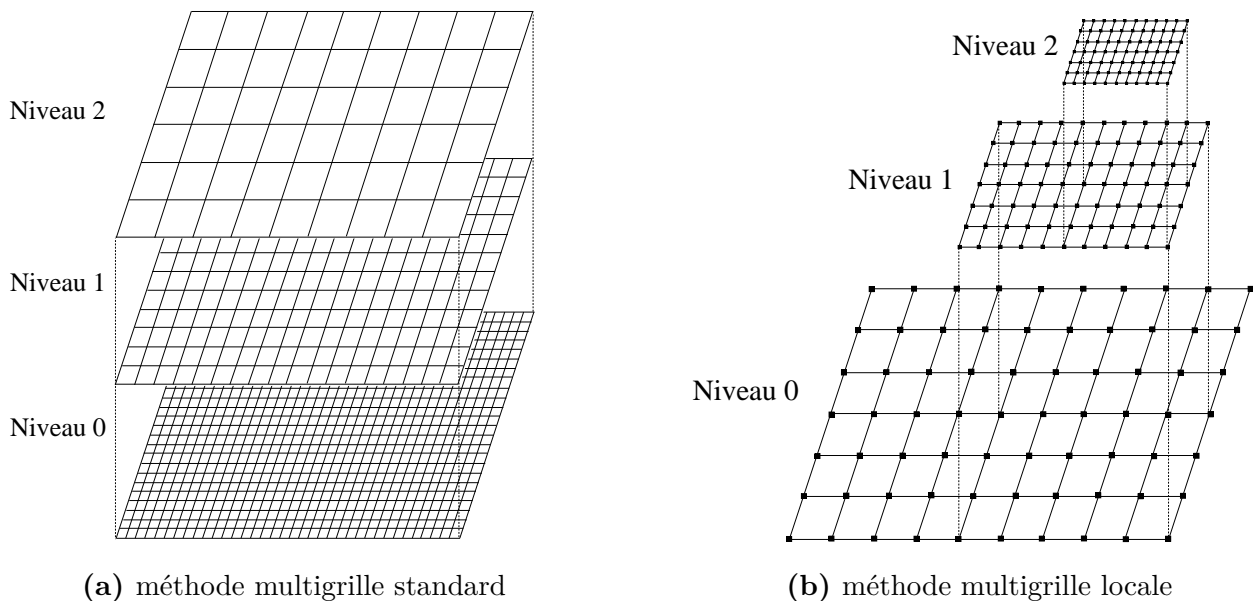 Niveau 2
Niveau 1
Niveau 0
(a) méthode multigrille standard
Niveau 2
Niveau 1
Niveau 0
(b) méthode multigrille locale